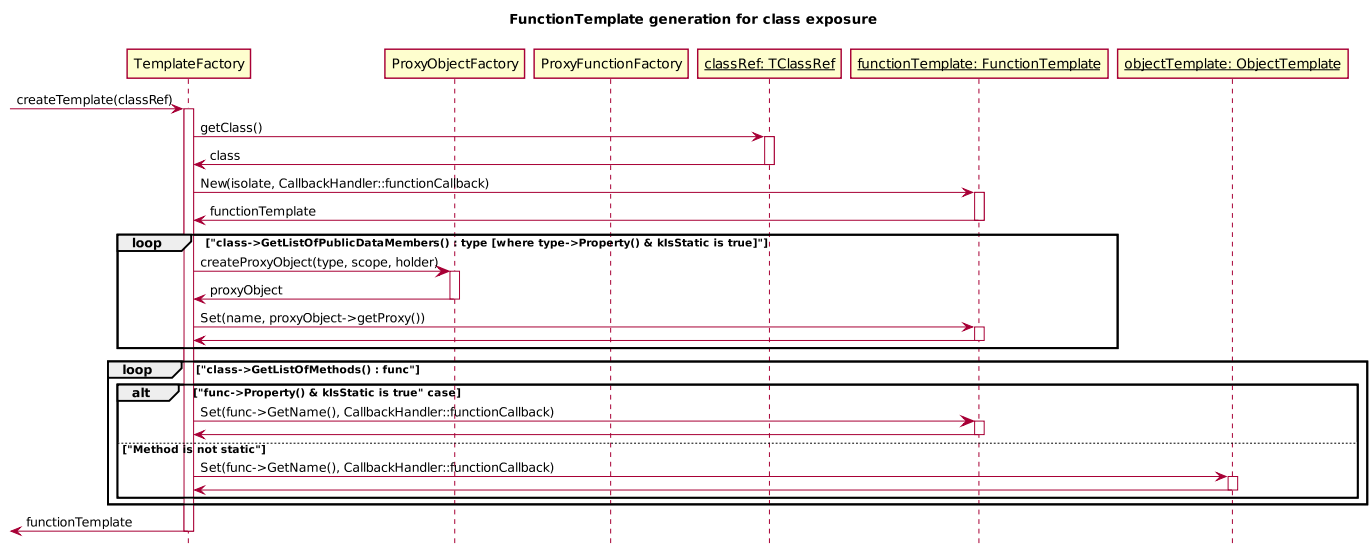 FunctionTemplate generation for class exposure
TemplateFactory
ProxyObjectFactory
ProxyFunctionFactory
classRef: TClassRef
functionTemplate: FunctionTemplate
objectTemplate: ObjectTemplate
createTemplate(classRef)
getClass()
class
New(isolate, CallbackHandler::functionCallback)
functionTemplate
loop ["class->GetListOfPublicDataMembers() : type [where type->Property() & kIsStatic is true]"]
createProxyObject(type, scope, holder)
proxyObject
Set(name, proxyObject->getProxy())
loop ["class->GetListOfMethods() : func"]
alt ["func->Property() & kIsStatic is true" case]
Set(func->GetName(), CallbackHandler::functionCallback)
["Method is not static"]
Set(func->GetName(), CallbackHandler::functionCallback)
functionTemplate